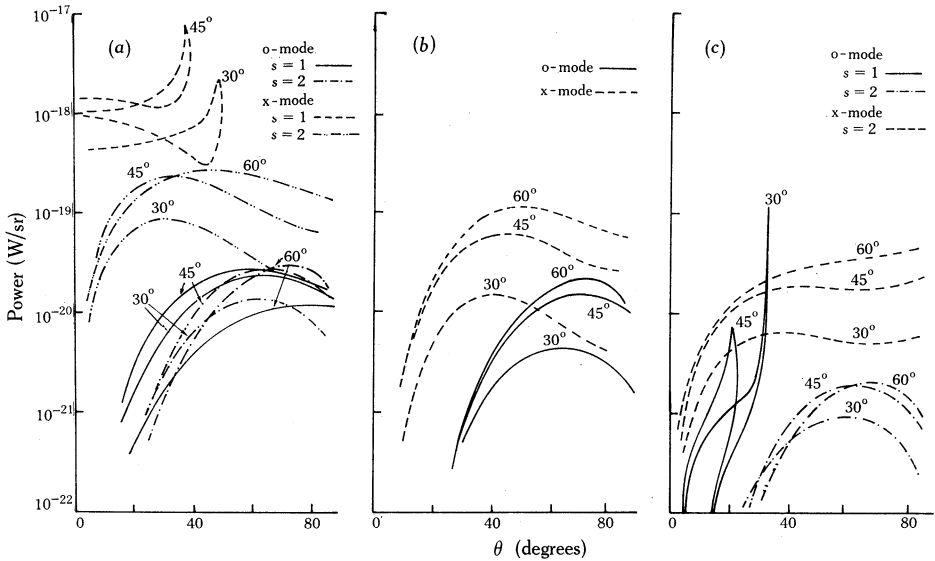 10⁻¹⁷
10⁻¹⁸
10⁻¹⁹
10⁻²⁰
10⁻²¹
10⁻²²
Power (W/sr)
(a)
o-mode
s = 1
s = 2
x-mode
s = 1
s = 2
45°
30°
45°
60°
30°
45°
60°
30°
0
40
80
(b)
o-mode
x-mode
60°
45°
30°
60°
45°
30°
0
40
80
θ (degrees)
(c)
o-mode
s = 1
s = 2
x-mode
s = 2
30°
60°
45°
45°
30°
45°
60°
30°
0
40
80